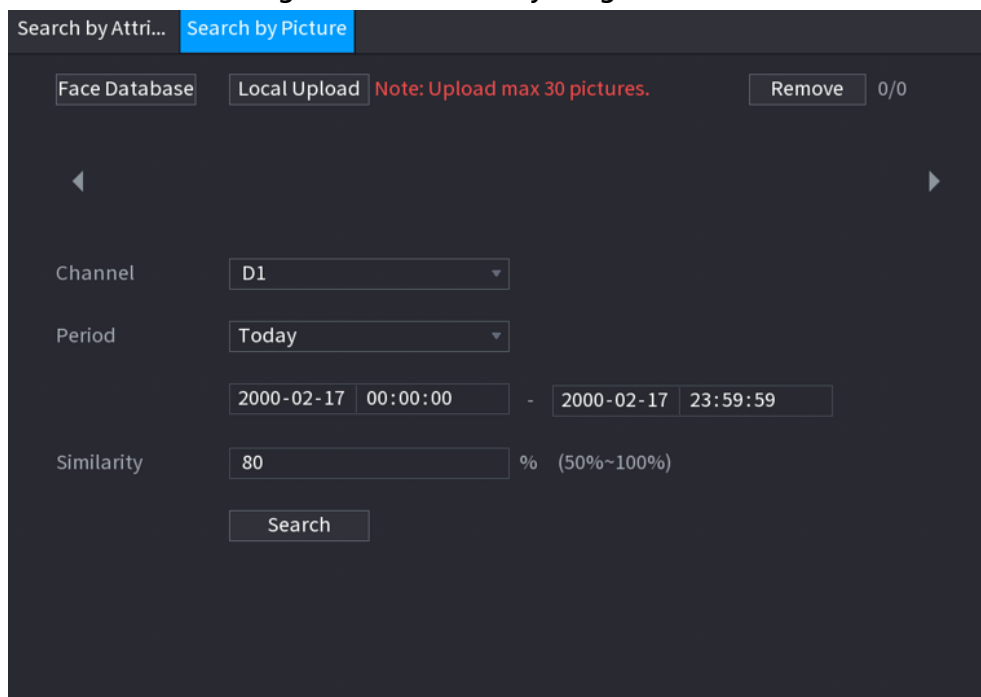 Search by Attri... Search by Picture
Face Database Local Upload Note: Upload max 30 pictures. Remove 0/0
Channel D1
Period Today
2000-02-17 00:00:00 - 2000-02-17 23:59:59
Similarity 80 % (50%~100%)
Search